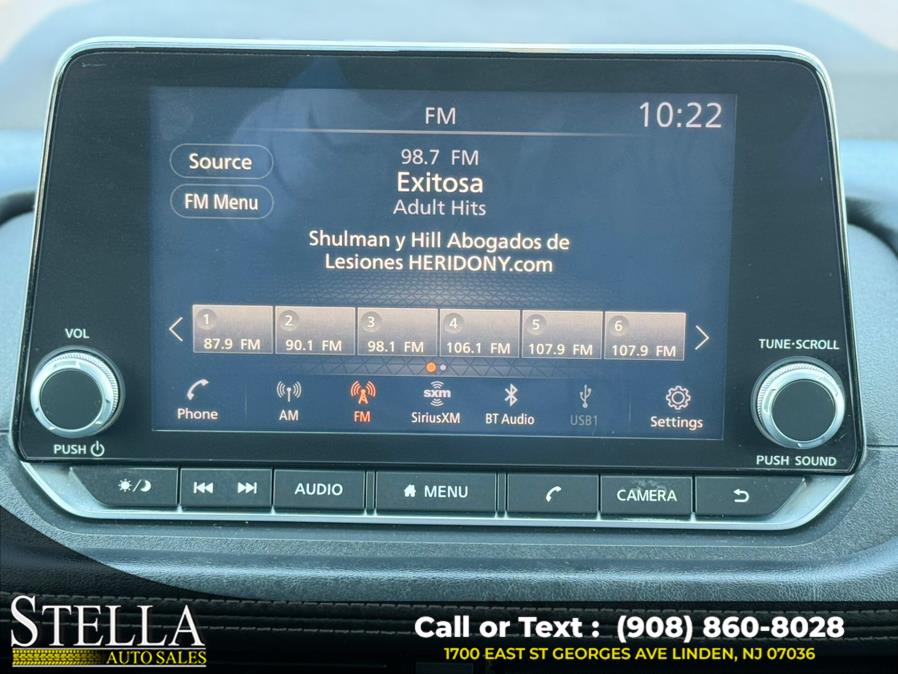 FM
10:22
Source
98.7 FM
FM Menu
Exitosa
Adult Hits
Shulman y Hill Abogados de
Lesiones HERIDONY.com
1 2 3 4 5 6
87.9 FM 90.1 FM 98.1 FM 106.1 FM 107.9 FM 107.9 FM
VOL
TUNE·SCROLL
sxm
Phone AM FM SiriusXM BT Audio USB1 Settings
PUSH
PUSH SOUND
AUDIO MENU CAMERA
STELLA
AUTO SALES
Call or Text : (908) 860-8028
1700 EAST ST GEORGES AVE LINDEN, NJ 07036